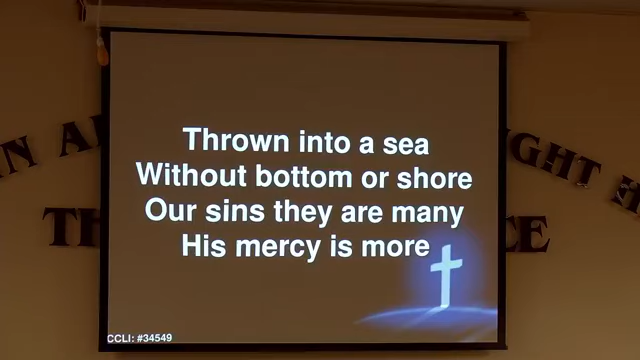 Thrown into a sea
Without bottom or shore
Our sins they are many
His mercy is more
CCLI: #34549